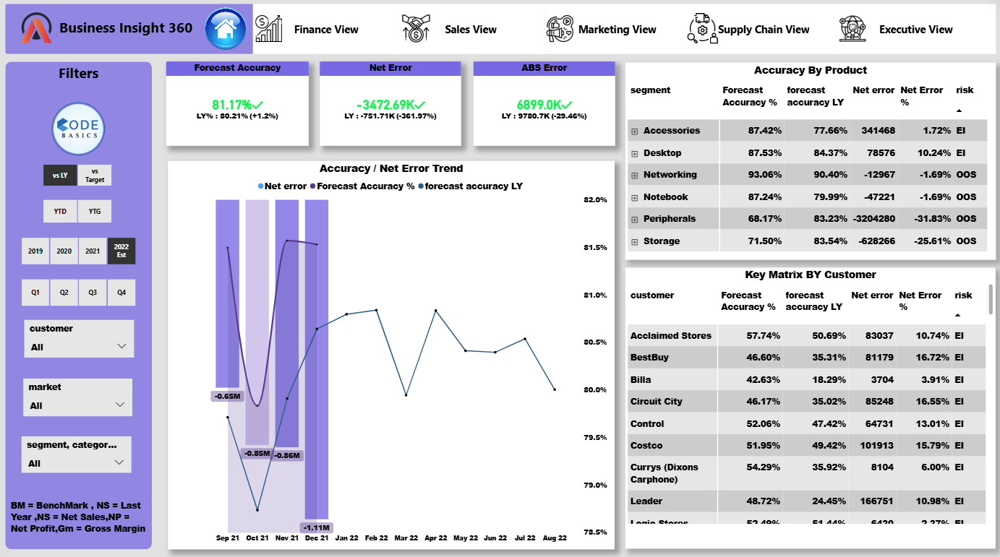 Business Insight 360
Finance View
Sales View
Marketing View
Supply Chain View
Executive View
Filters
CODE
BASICS
vs LY
vs
Target
YTD
YTG
2019
2020
2021
2022
Est
Q1
Q2
Q3
Q4
customer
All
market
All
segment, categor...
All
BM = BenchMark , NS = Last
Year ,NS = Net Sales,NP =
Net Profit,Gm = Gross Margin
Forecast Accuracy
81.17%
LY% : 80.21% (+1.2%)
Net Error
-3472.69K
LY : -751.71K (-361.97%)
ABS Error
6899.0K
LY : 9780.7K (-29.46%)
Accuracy / Net Error Trend
Net error Forecast Accuracy % forecast accuracy LY
82.0%
81.5%
81.0%
80.5%
80.0%
79.5%
79.0%
78.5%
-0.65M
-0.85M
-0.86M
-1.11M
Sep 21 Oct 21 Nov 21 Dec 21 Jan 22 Feb 22 Mar 22 Apr 22 May 22 Jun 22 Jul 22 Aug 22
Accuracy By Product
segment Forecast forecast Net error Net Error risk
Accuracy % accuracy LY %
Accessories 87.42% 77.66% 341468 1.72% EI
Desktop 87.53% 84.37% 78576 10.24% EI
Networking 93.06% 90.40% -12967 -1.69% OOS
Notebook 87.24% 79.99% -47221 -1.69% OOS
Peripherals 68.17% 83.23% -3204280 -31.83% OOS
Storage 71.50% 83.54% -628266 -25.61% OOS
Key Matrix BY Customer
customer Forecast forecast Net error Net Error risk
Accuracy % accuracy LY %
Acclaimed Stores 57.74% 50.69% 83037 10.74% EI
BestBuy 46.60% 35.31% 81179 16.72% EI
Billa 42.63% 18.29% 3704 3.91% EI
Circuit City 46.17% 35.02% 85248 16.55% EI
Control 52.06% 47.42% 64731 13.01% EI
Costco 51.95% 49.42% 101913 15.79% EI
Currys (Dixons 54.29% 35.92% 8104 6.00% EI
Carphone)
Leader 48.72% 24.45% 166751 10.98% EI
Logic Stores 52.49% 51.44% 6420 2.27% EI